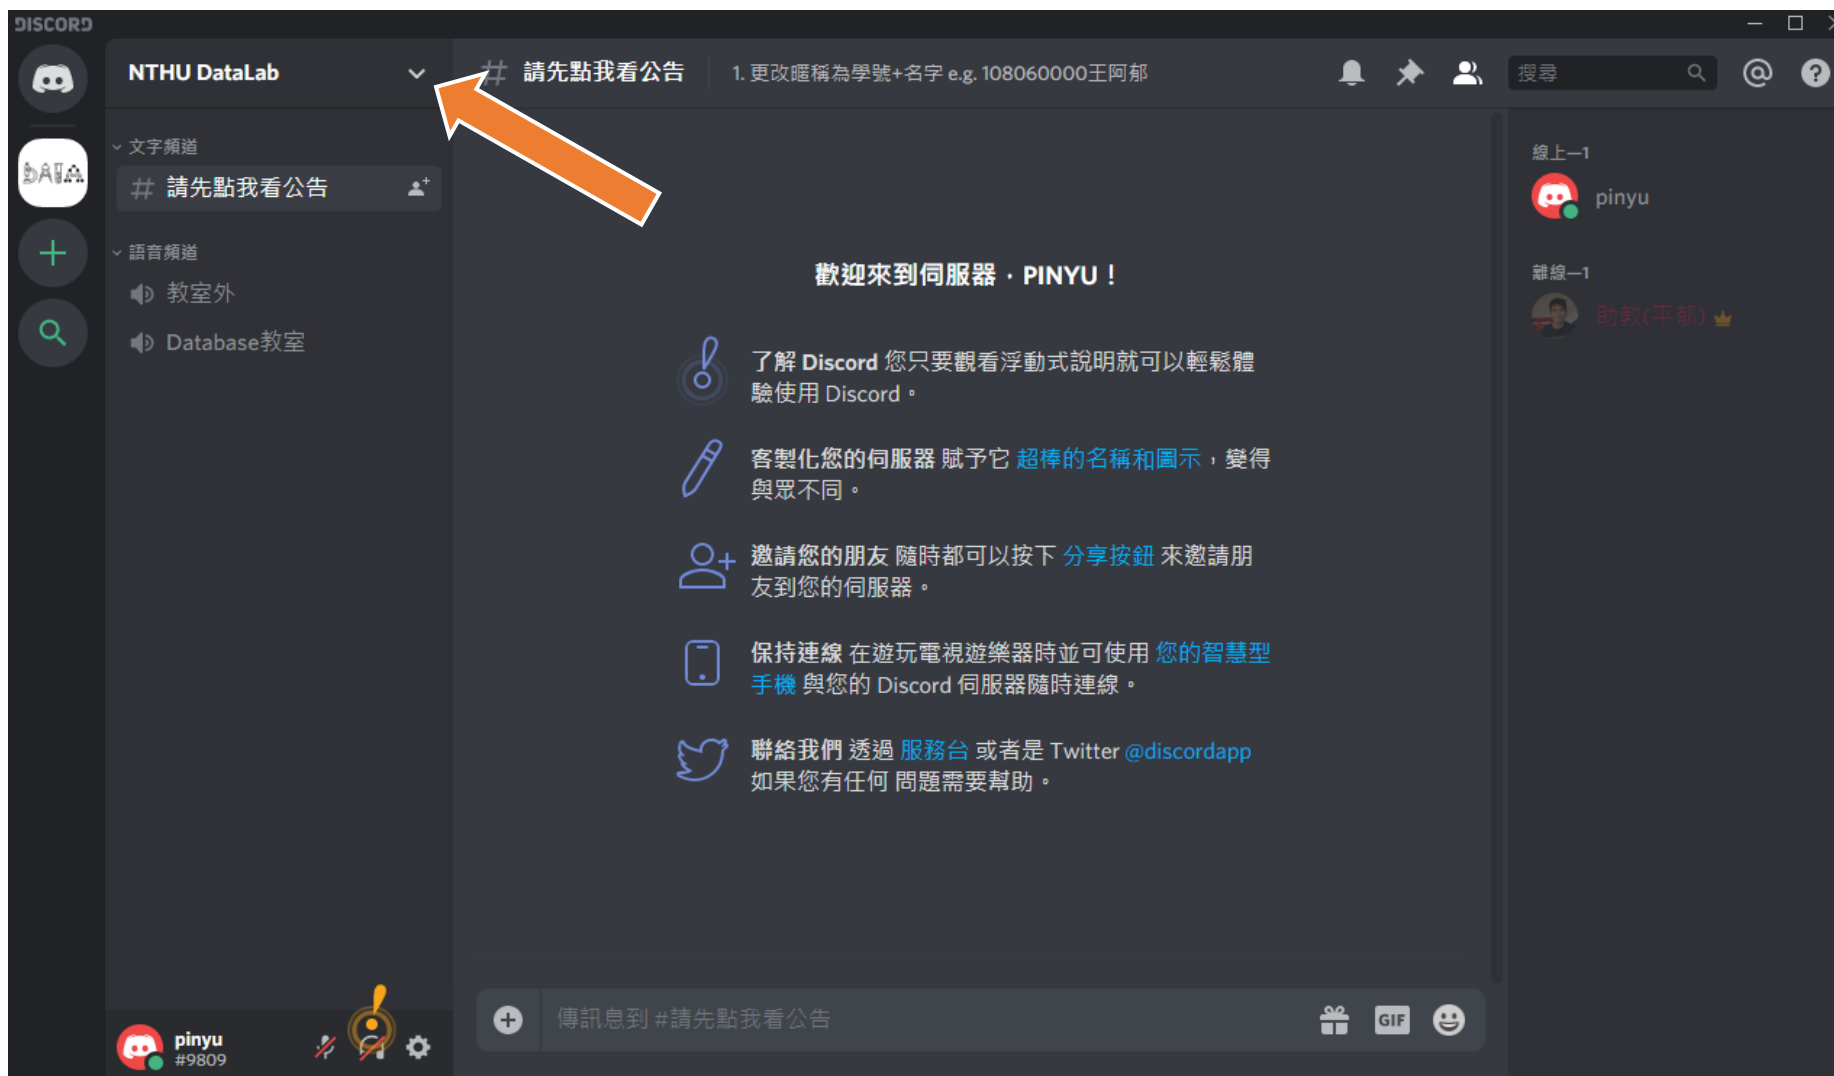 DISCORD
NTHU DataLab
請先點我看公告
1. 更改暱稱為學號+名字 e.g. 108060000王阿郁
搜尋
DATA
文字頻道
請先點我看公告
語音頻道
教室外
Database教室
歡迎來到伺服器,PINYU!
了解 Discord 您只要觀看浮動式說明就可以輕鬆體
驗使用 Discord。
客製化您的伺服器 賦予它 超棒的名稱和圖示,變得
與眾不同。
邀請您的朋友 隨時都可以按下 分享按鈕 來邀請朋
友到您的伺服器。
保持連線 在遊玩電視遊樂器時並可使用 您的智慧型
手機 與您的 Discord 伺服器隨時連線。
聯絡我們 透過 服務台 或者是 Twitter @discordapp
如果您有任何 問題需要幫助。
線上—1
pinyu
離線—1
助教(平郁)
pinyu
#9809
傳訊息到 #請先點我看公告
GIF